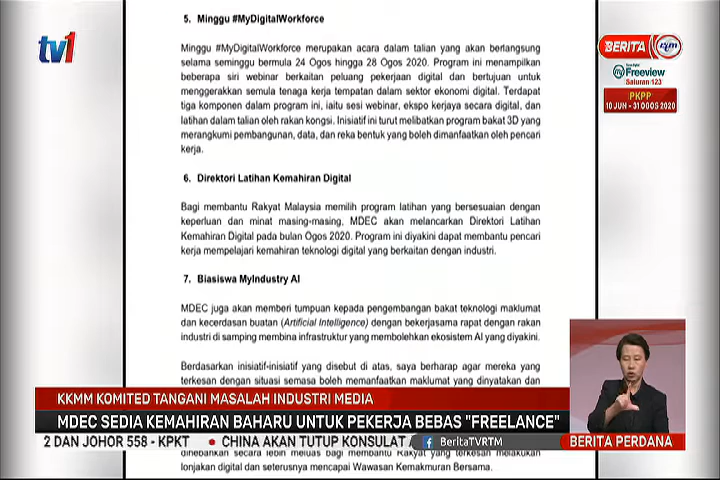 tv1
BERITA rtm
myFreeview
Saluran 123
PKPP
10 JUN - 31 OGOS 2020
5. Minggu #MyDigitalWorkforce
Minggu #MyDigitalWorkforce merupakan acara dalam talian yang akan berlangsung
selama seminggu bermula 24 Ogos hingga 28 Ogos 2020. Program ini menampilkan
beberapa siri webinar berkaitan peluang pekerjaan digital dan bertujuan untuk
menggerakkan semula tenaga kerja tempatan dalam sektor ekonomi digital. Terdapat
tiga komponen dalam program ini, iaitu sesi webinar, ekspo kerjaya secara digital, dan
latihan dalam talian oleh rakan kongsi. Inisiatif ini turut melibatkan program bakat 3D yang
merangkumi pembangunan, data, dan reka bentuk yang boleh dimanfaatkan oleh pencari
kerja.
6. Direktori Latihan Kemahiran Digital
Bagi membantu Rakyat Malaysia memilih program latihan yang bersesuaian dengan
keperluan dan minat masing-masing, MDEC akan melancarkan Direktori Latihan
Kemahiran Digital pada bulan Ogos 2020. Program ini diyakini dapat membantu pencari
kerja mempelajari kemahiran teknologi digital yang berkaitan dengan industri.
7. Biasiswa MyIndustry AI
MDEC juga akan memberi tumpuan kepada pengembangan bakat teknologi maklumat
dan kecerdasan buatan (Artificial Intelligence) dengan bekerjasama rapat dengan rakan
industri di samping membina infrastruktur yang membolehkan ekosistem AI yang diyakini.
Berdasarkan inisiatif-inisiatif yang disebut di atas, saya berharap agar mereka yang
terkesan dengan situasi semasa boleh memanfaatkan maklumat yang dinyatakan dan
KKMM KOMITED TANGANI MASALAH INDUSTRI MEDIA
MDEC SEDIA KEMAHIRAN BAHARU UNTUK PEKERJA BEBAS "FREELANCE"
2 DAN JOHOR 558 - KPKT • CHINA AKAN TUTUP KONSULAT A
BeritaTVRTM
BERITA PERDANA
dinebankan secara lebih meluas bagi membantu Rakyat yang terkesan melakukan
lonjakan digital dan seterusnya mencapai Wawasan Kemakmuran Bersama.